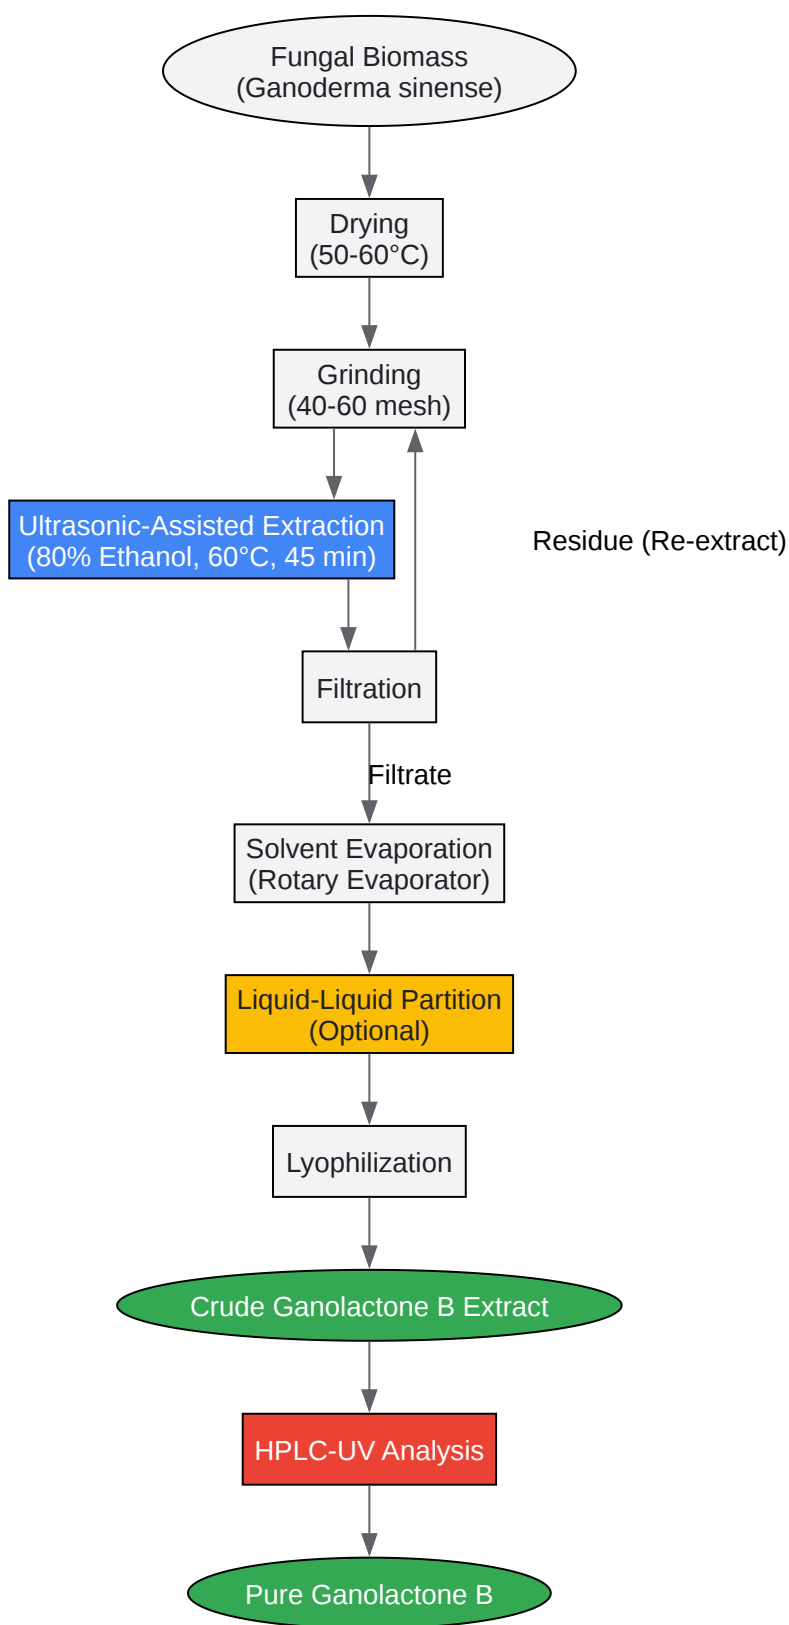 Fungal Biomass
(Ganoderma sinense)
Drying
(50-60°C)
Grinding
(40-60 mesh)
Ultrasonic-Assisted Extraction
(80% Ethanol, 60°C, 45 min)
Residue (Re-extract)
Filtration
Filtrate
Solvent Evaporation
(Rotary Evaporator)
Liquid-Liquid Partition
(Optional)
Lyophilization
Crude Ganolactone B Extract
HPLC-UV Analysis
Pure Ganolactone B